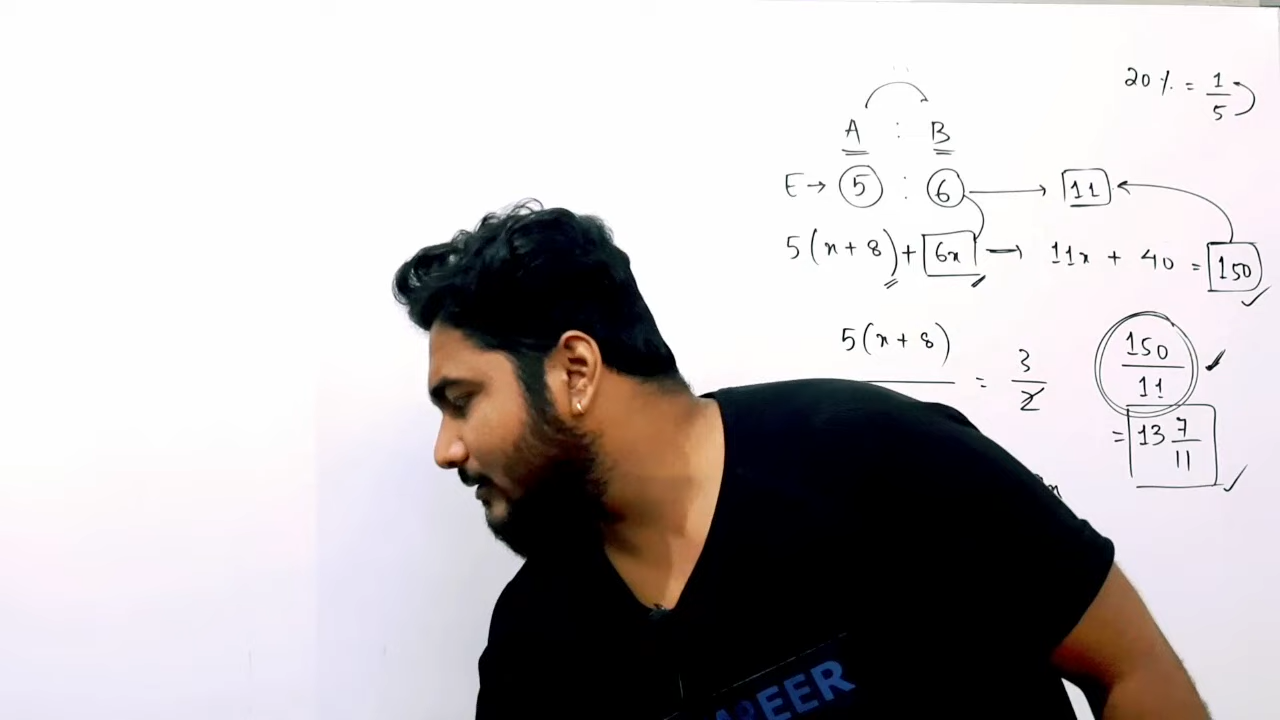 20 % = 1/5
A : B
E → 5 : 6 → 11
5(x + 8) + 6x → 11x + 40 = 150
5(x + 8)
= 3/2
150/11
= 13 7/11